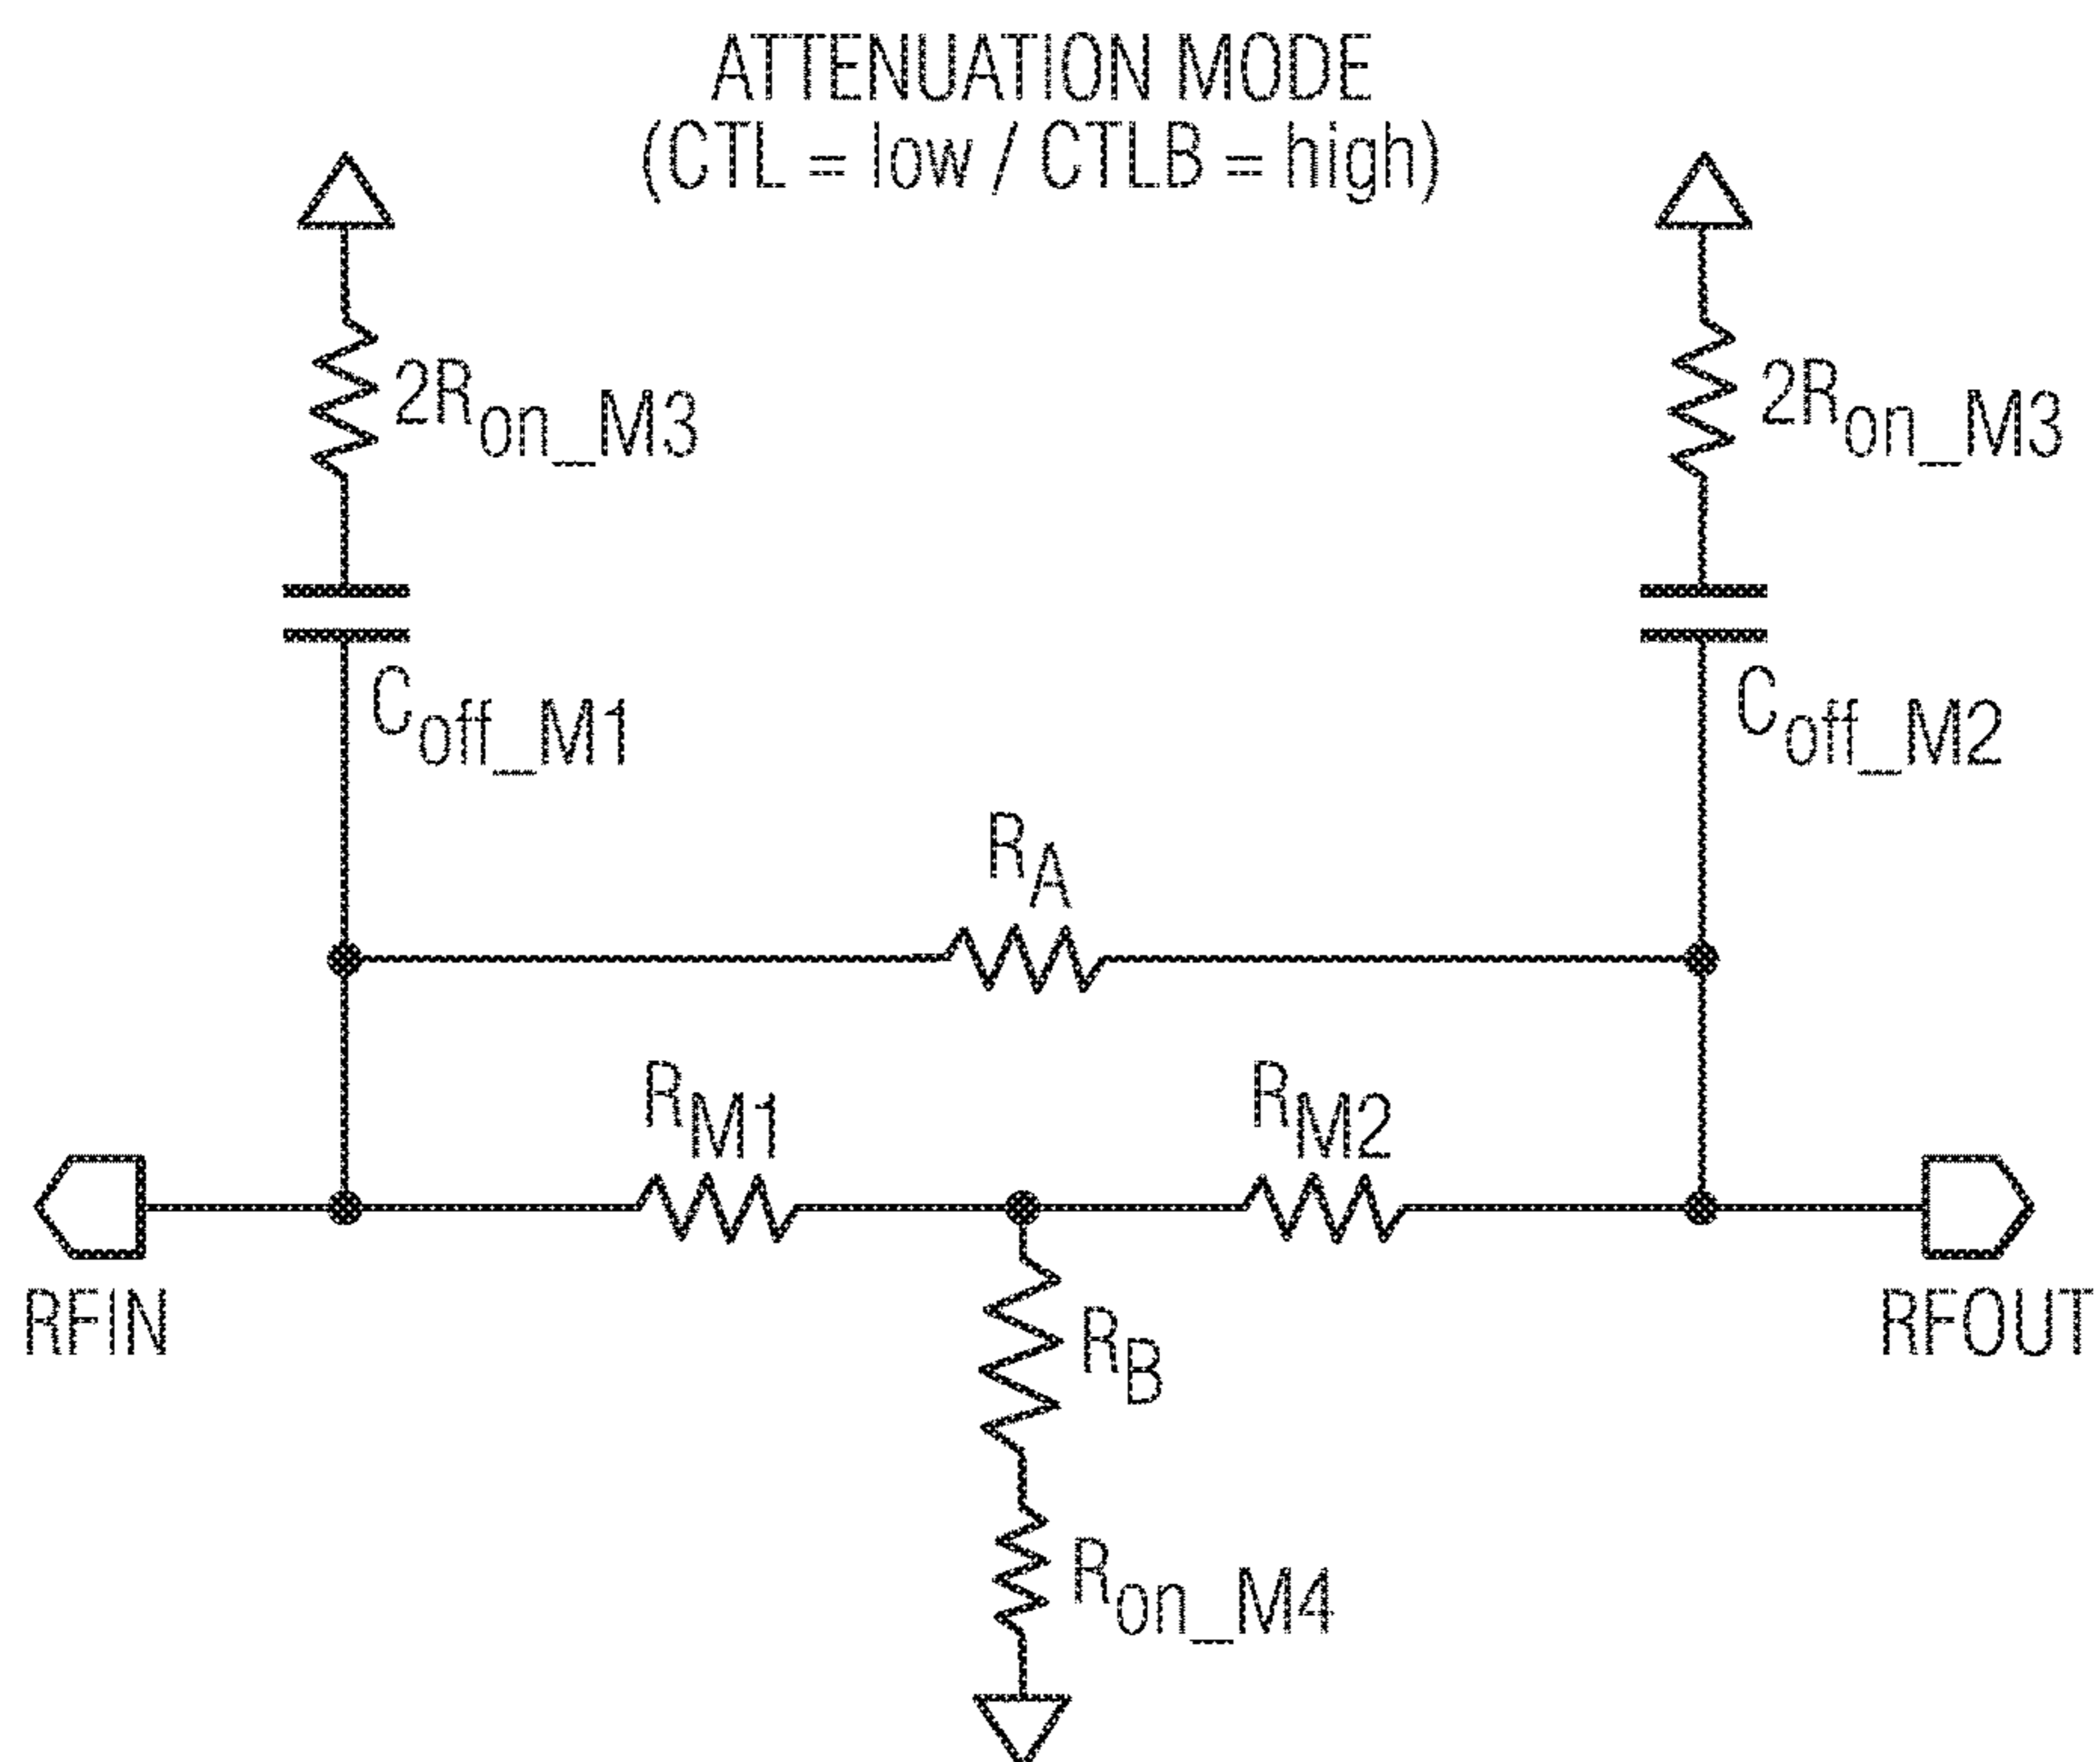 ATTENUATION MODE
(CTL = low / CTLB = high)
2Ron_M3
2Ron_M3
Coff_M1
Coff_M2
RA
RM1
RM2
RFIN
RB
RFOUT
Ron_M4